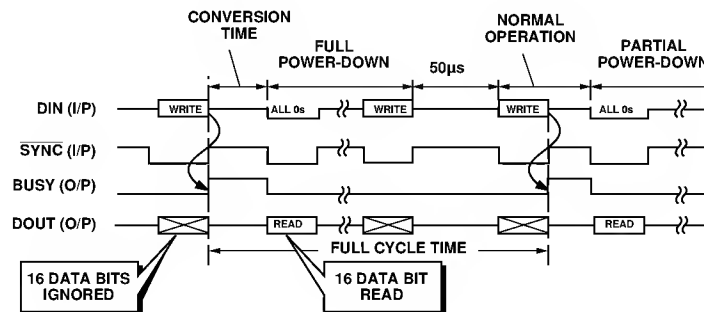 CONVERSION TIME
FULL POWER-DOWN
50µs
NORMAL OPERATION
PARTIAL POWER-DOWN
DIN (I/P)
WRITE
ALL 0s
WRITE
WRITE
ALL 0s
SYNC (I/P)
BUSY (O/P)
DOUT (O/P)
READ
READ
FULL CYCLE TIME
16 DATA BITS
IGNORED
16 DATA BIT
READ